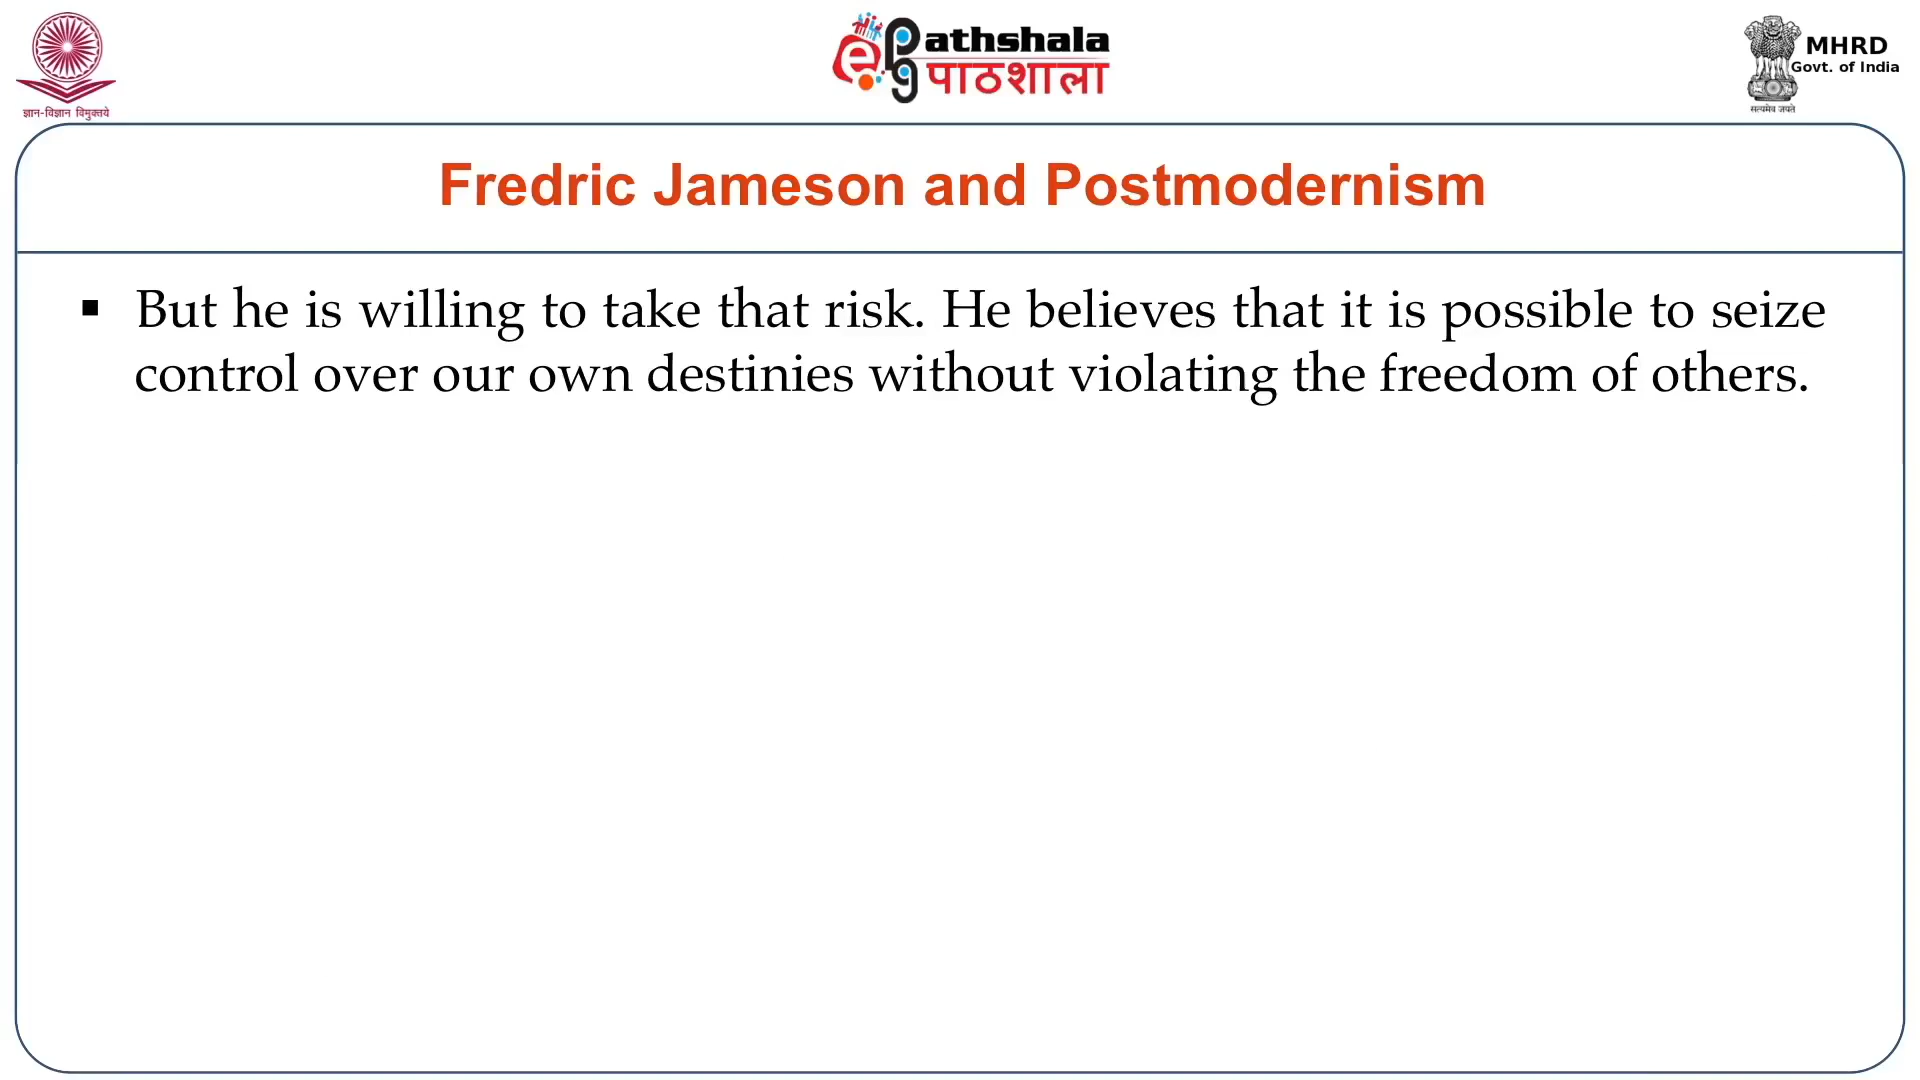 ज्ञान-विज्ञान विमुक्तये
e Pathshala
pg पाठशाला
MHRD
Govt. of India
सत्यमेव जयते
Fredric Jameson and Postmodernism
▪ But he is willing to take that risk. He believes that it is possible to seize
control over our own destinies without violating the freedom of others.